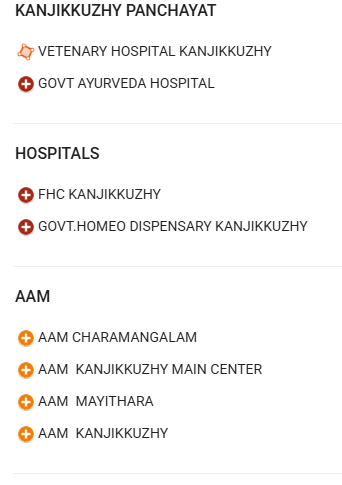 KANJIKKUZHY PANCHAYAT
VETENARY HOSPITAL KANJIKKUZHY
GOVT AYURVEDA HOSPITAL
HOSPITALS
FHC KANJIKKUZHY
GOVT.HOMEO DISPENSARY KANJIKKUZHY
AAM
AAM CHARAMANGALAM
AAM  KANJIKKUZHY MAIN CENTER
AAM  MAYITHARA
AAM  KANJIKKUZHY